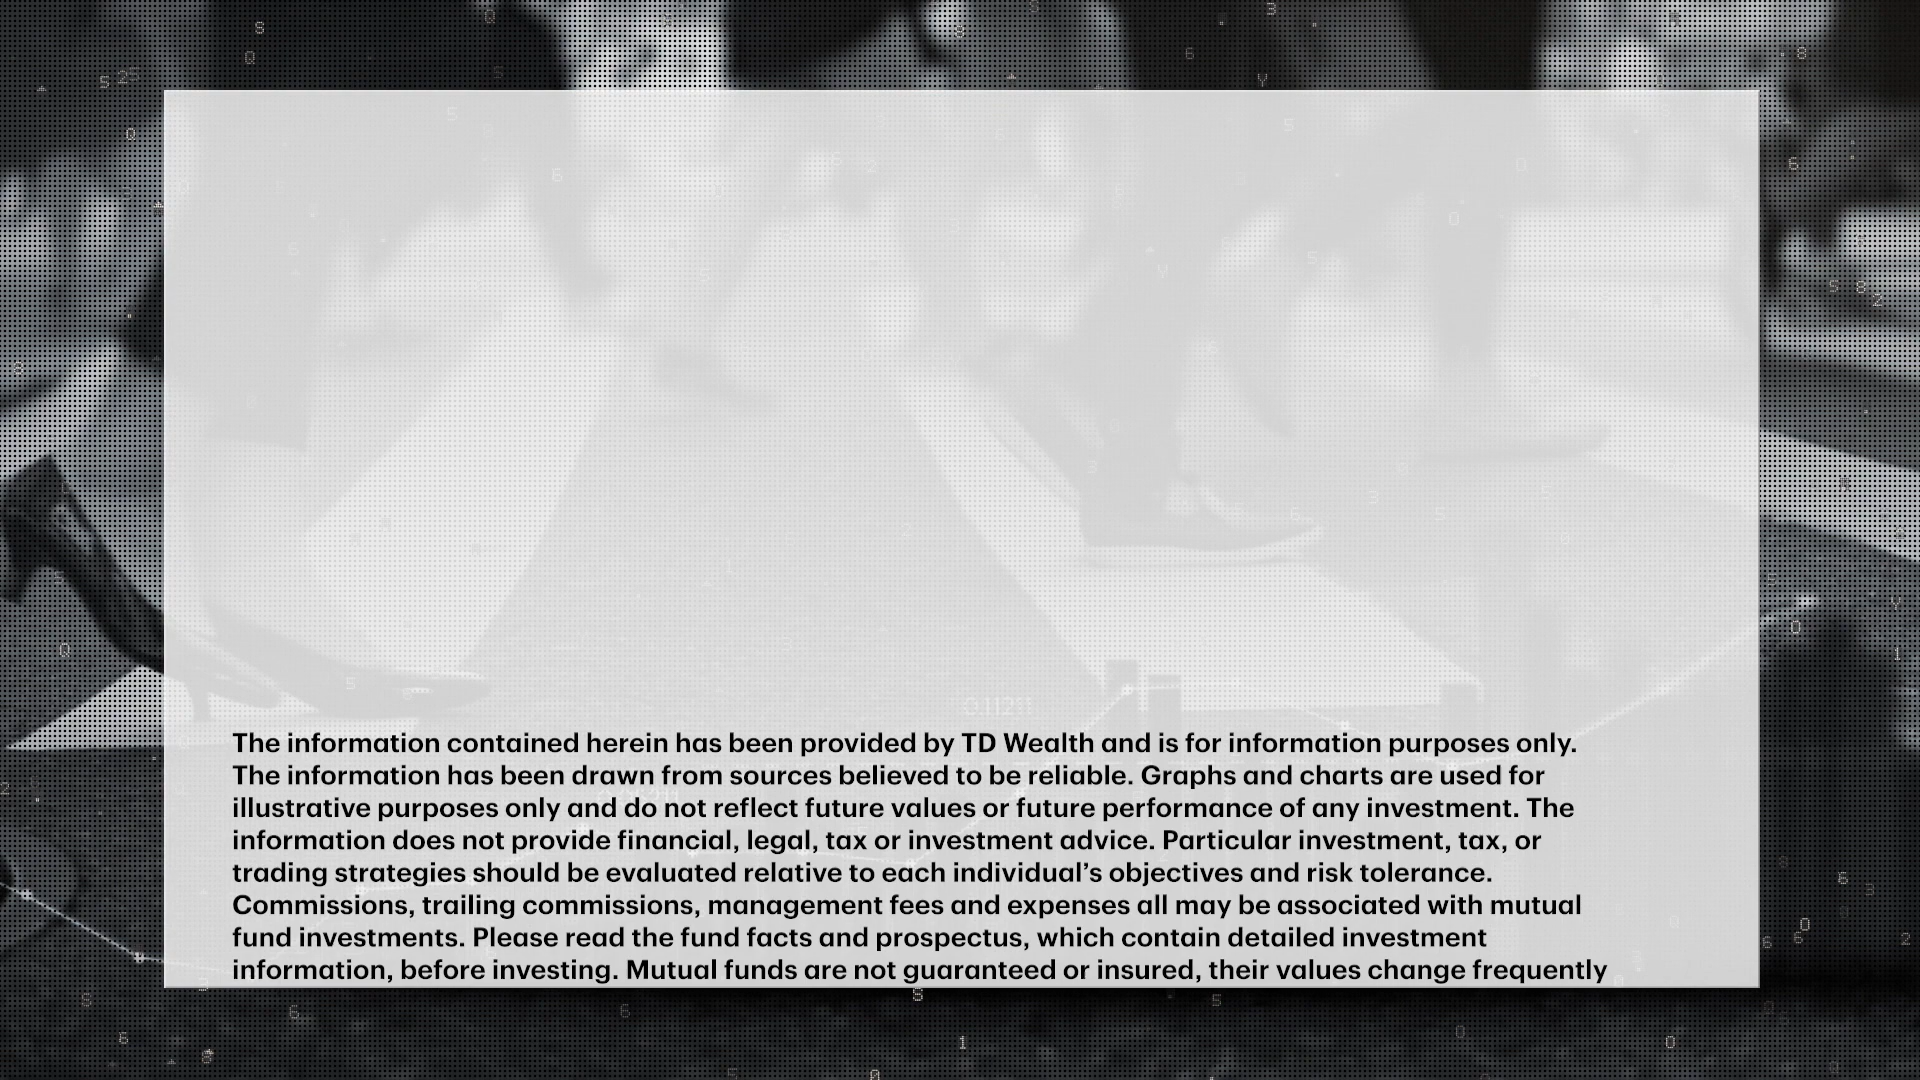 The information contained herein has been provided by TD Wealth and is for information purposes only.
The information has been drawn from sources believed to be reliable. Graphs and charts are used for
illustrative purposes only and do not reflect future values or future performance of any investment. The
information does not provide financial, legal, tax or investment advice. Particular investment, tax, or
trading strategies should be evaluated relative to each individual’s objectives and risk tolerance.
Commissions, trailing commissions, management fees and expenses all may be associated with mutual
fund investments. Please read the fund facts and prospectus, which contain detailed investment
information, before investing. Mutual funds are not guaranteed or insured, their values change frequently